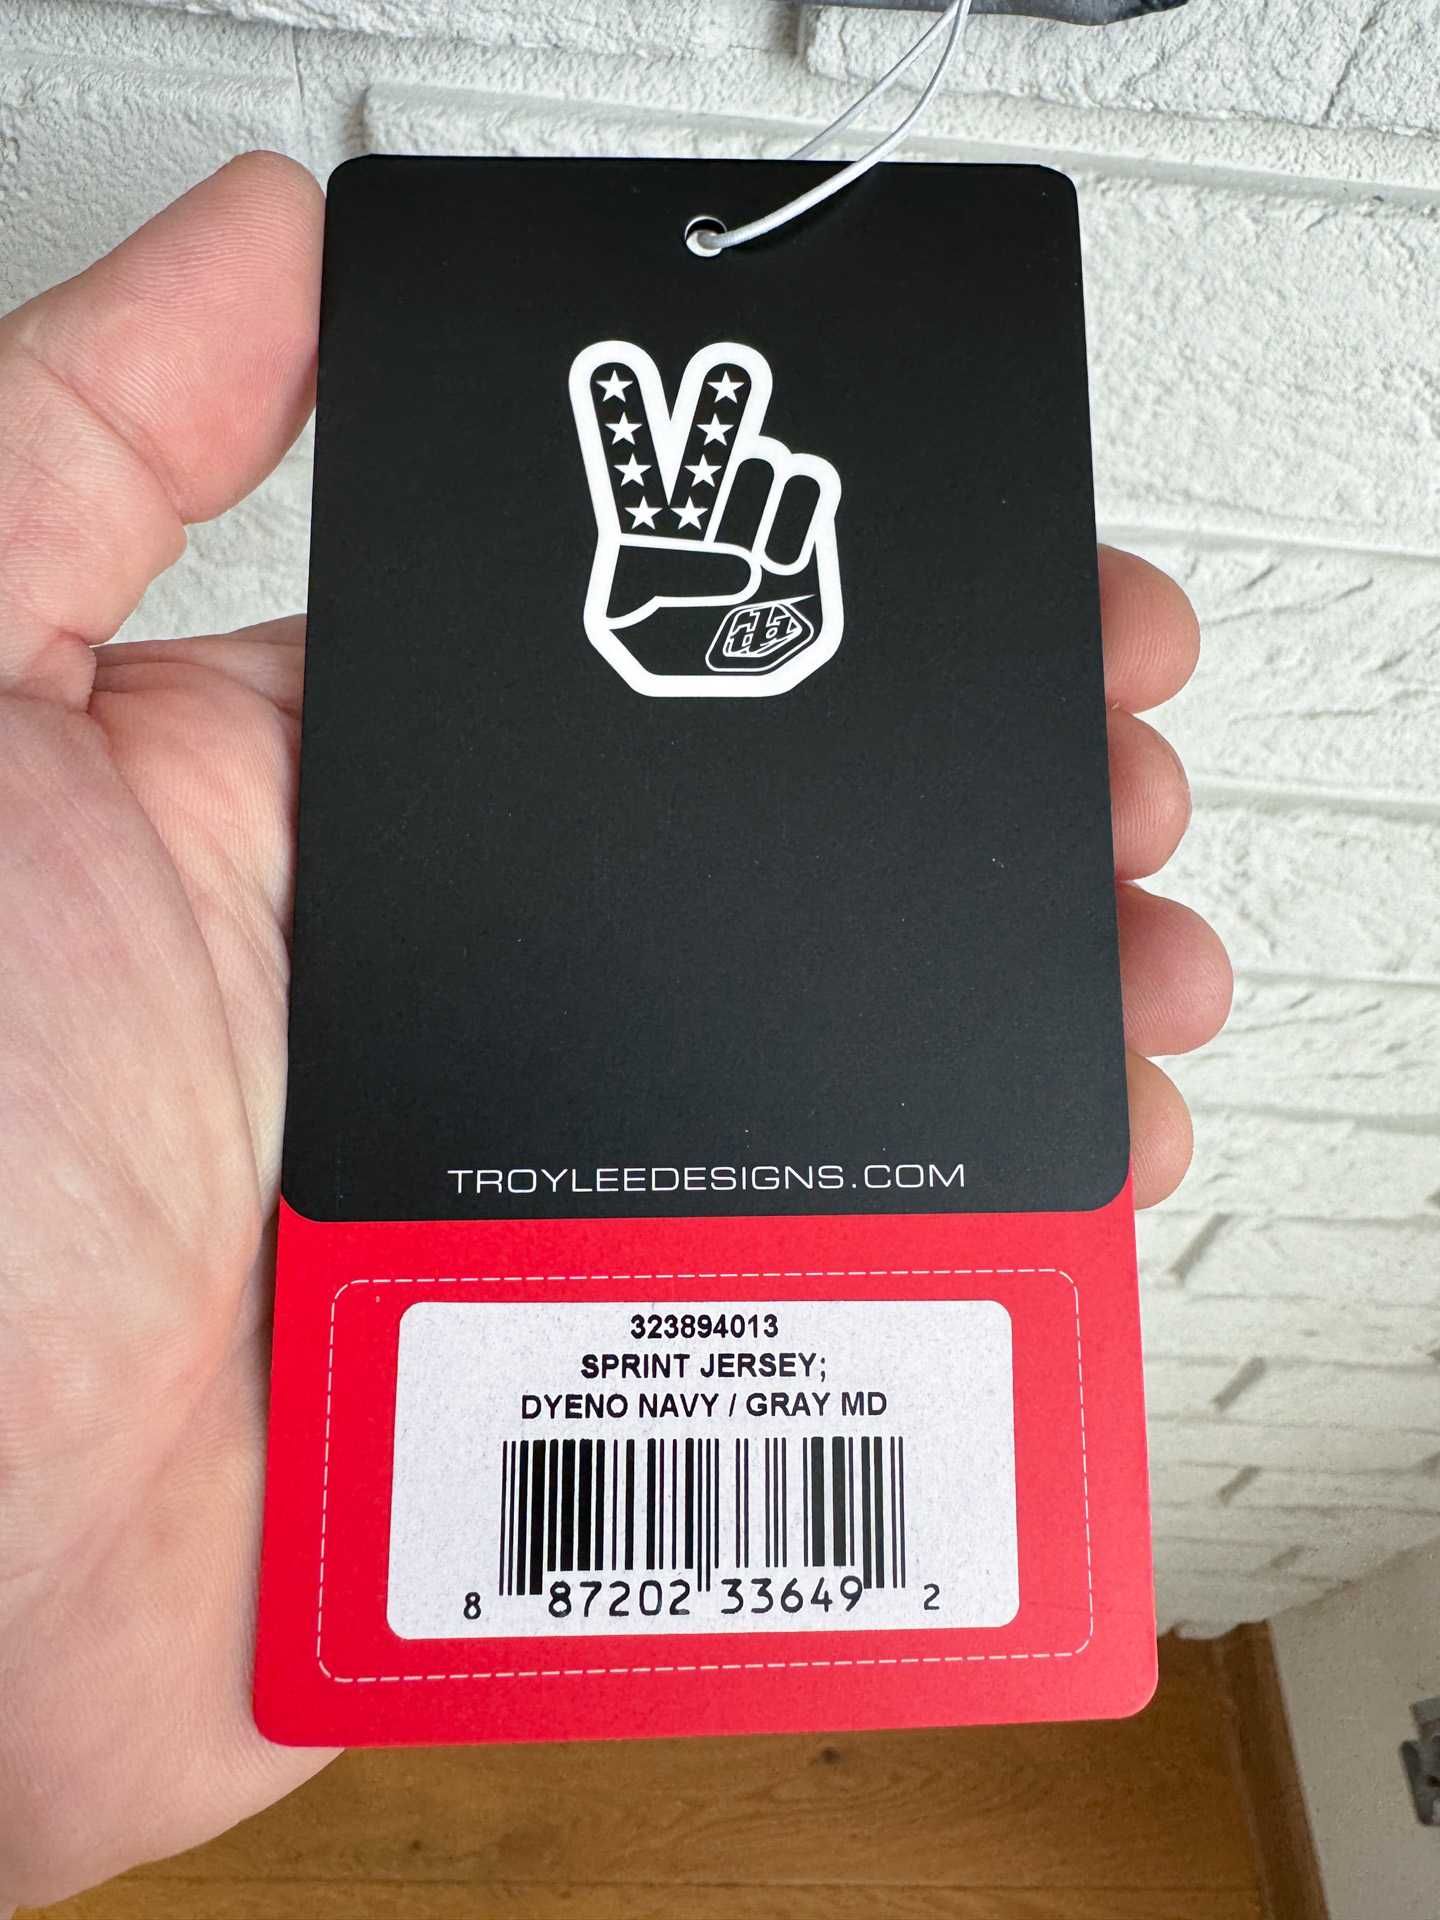 TROYLEEDESIGNS.COM
323894013
SPRINT JERSEY;
DYENO NAVY / GRAY MD
8 87202 33649 2